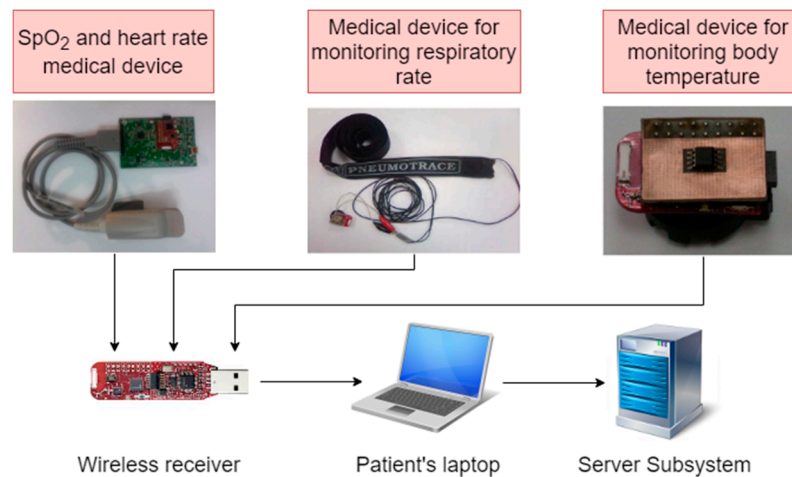 SpO2 and heart rate
medical device
Medical device for
monitoring respiratory
rate
Medical device for
monitoring body
temperature
PNEUMOTRACE
Wireless receiver
Patient's laptop
Server Subsystem